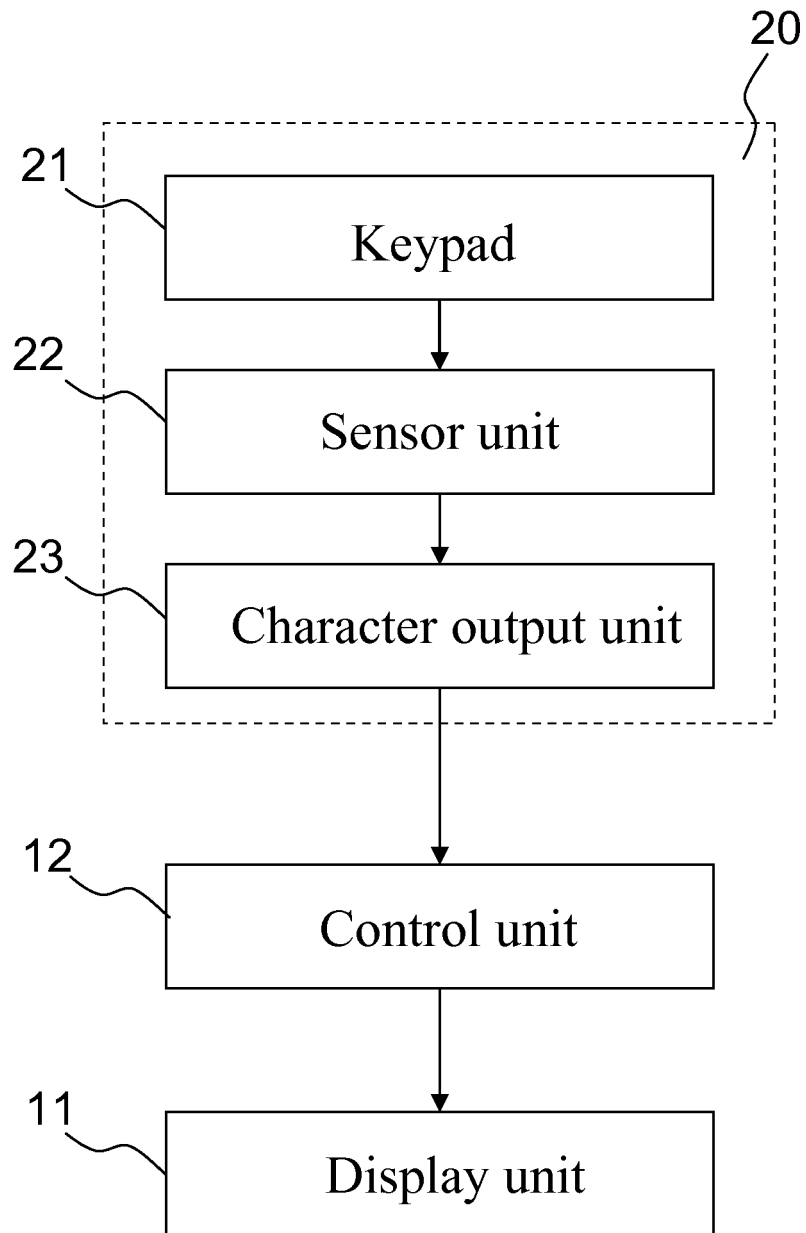 20
21
Keypad
22
Sensor unit
23
Character output unit
12
Control unit
11
Display unit